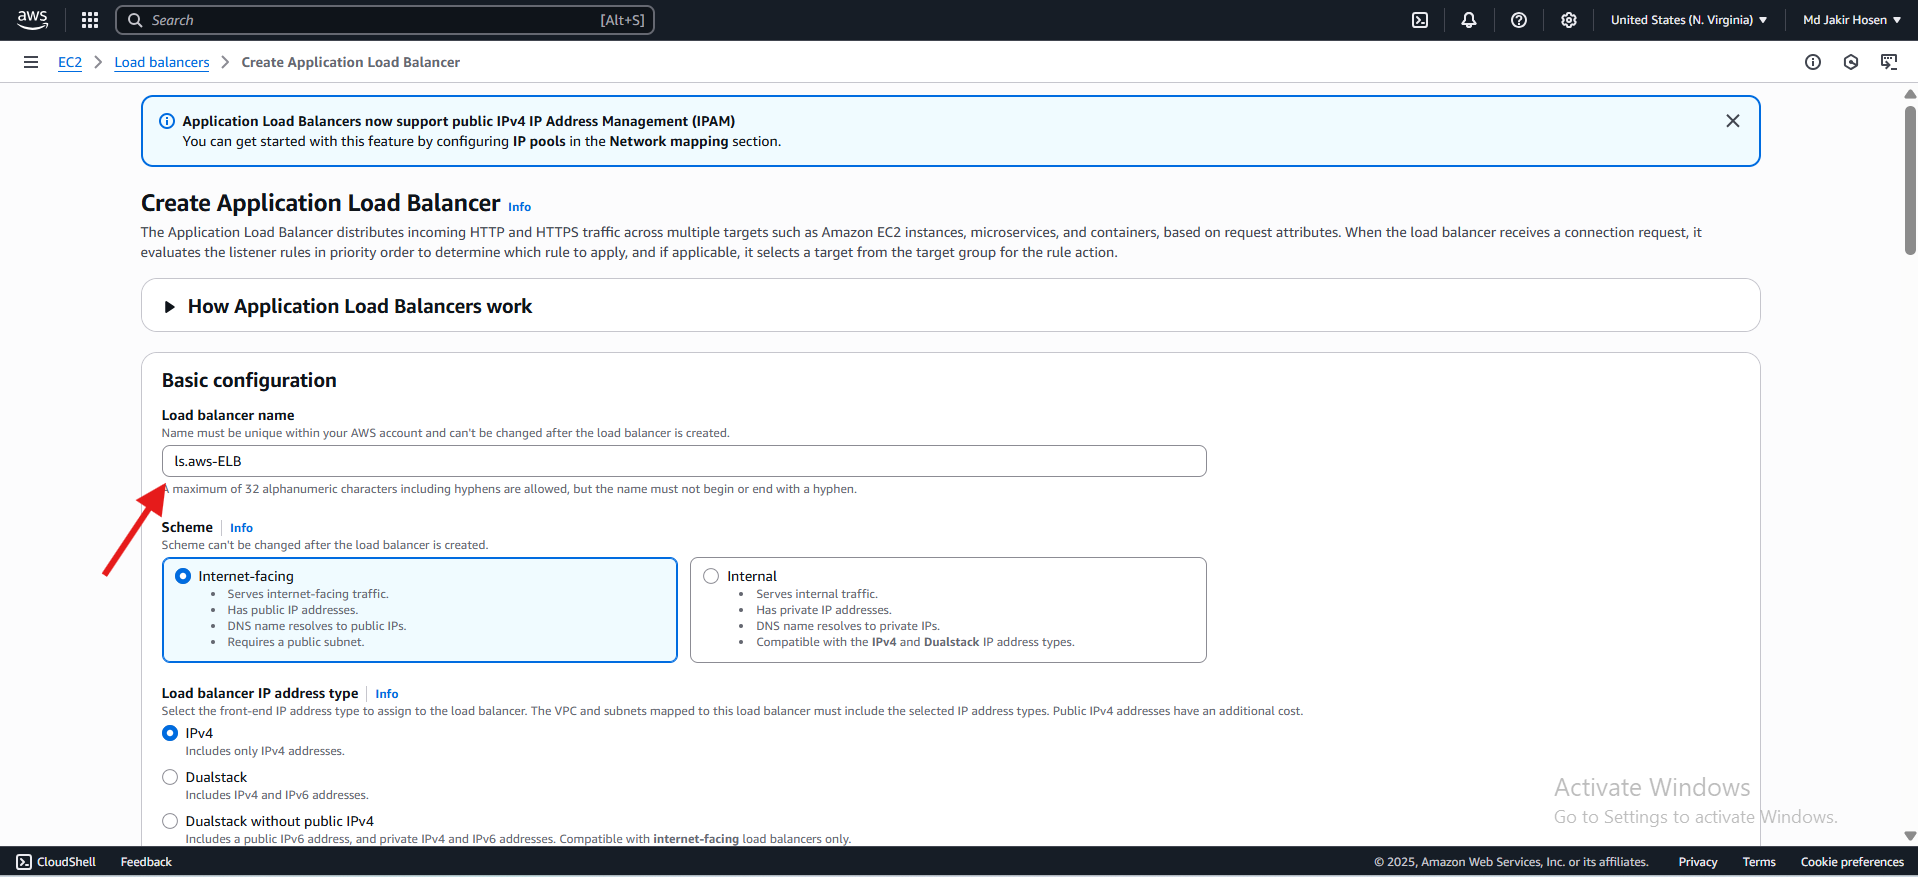 aws
Search
[Alt+S]
United States (N. Virginia)
Md Jakir Hosen
EC2
Load balancers
Create Application Load Balancer
Application Load Balancers now support public IPv4 IP Address Management (IPAM)
You can get started with this feature by configuring IP pools in the Network mapping section.
Create Application Load Balancer Info
The Application Load Balancer distributes incoming HTTP and HTTPS traffic across multiple targets such as Amazon EC2 instances, microservices, and containers, based on request attributes. When the load balancer receives a connection request, it
evaluates the listener rules in priority order to determine which rule to apply, and if applicable, it selects a target from the target group for the rule action.
How Application Load Balancers work
Basic configuration
Load balancer name
Name must be unique within your AWS account and can't be changed after the load balancer is created.
ls.aws-ELB
A maximum of 32 alphanumeric characters including hyphens are allowed, but the name must not begin or end with a hyphen.
Scheme Info
Scheme can't be changed after the load balancer is created.
Internet-facing
• Serves internet-facing traffic.
• Has public IP addresses.
• DNS name resolves to public IPs.
• Requires a public subnet.
Internal
• Serves internal traffic.
• Has private IP addresses.
• DNS name resolves to private IPs.
• Compatible with the IPv4 and Dualstack IP address types.
Load balancer IP address type Info
Select the front-end IP address type to assign to the load balancer. The VPC and subnets mapped to this load balancer must include the selected IP address types. Public IPv4 addresses have an additional cost.
IPv4
Includes only IPv4 addresses.
Dualstack
Includes IPv4 and IPv6 addresses.
Dualstack without public IPv4
Includes a public IPv6 address, and private IPv4 and IPv6 addresses. Compatible with internet-facing load balancers only.
Activate Windows
Go to Settings to activate Windows.
CloudShell
Feedback
© 2025, Amazon Web Services, Inc. or its affiliates.
Privacy
Terms
Cookie preferences